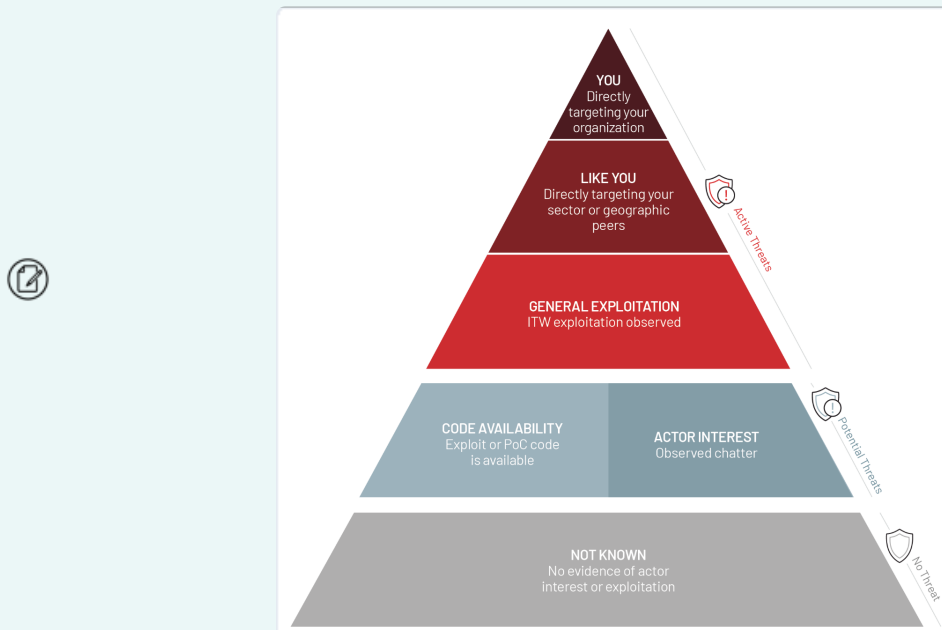 YOU
Directly
targeting your
organization
LIKE YOU
Directly targeting your
sector or geographic
peers
Active Threats
GENERAL EXPLOITATION
ITW exploitation observed
CODE AVAILABILITY
Exploit or PoC code
is available
ACTOR INTEREST
Observed chatter
Potential Threats
NOT KNOWN
No evidence of actor
interest or exploitation
No Threat